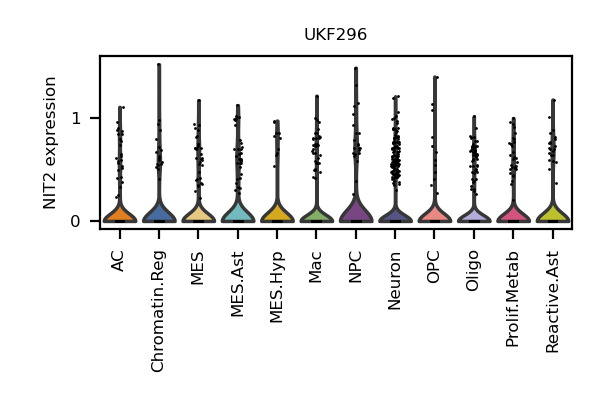 UKF296
NIT2 expression
1
0
AC
Chromatin.Reg
MES
MES.Ast
MES.Hyp
Mac
NPC
Neuron
OPC
Oligo
Prolif.Metab
Reactive.Ast